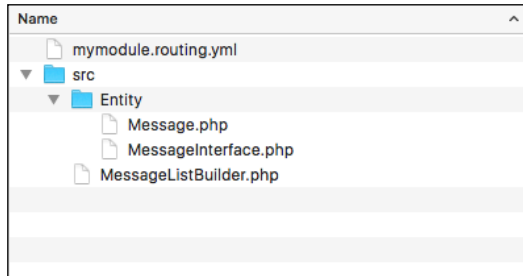 Name
mymodule.routing.yml
src
Entity
Message.php
MessageInterface.php
MessageListBuilder.php